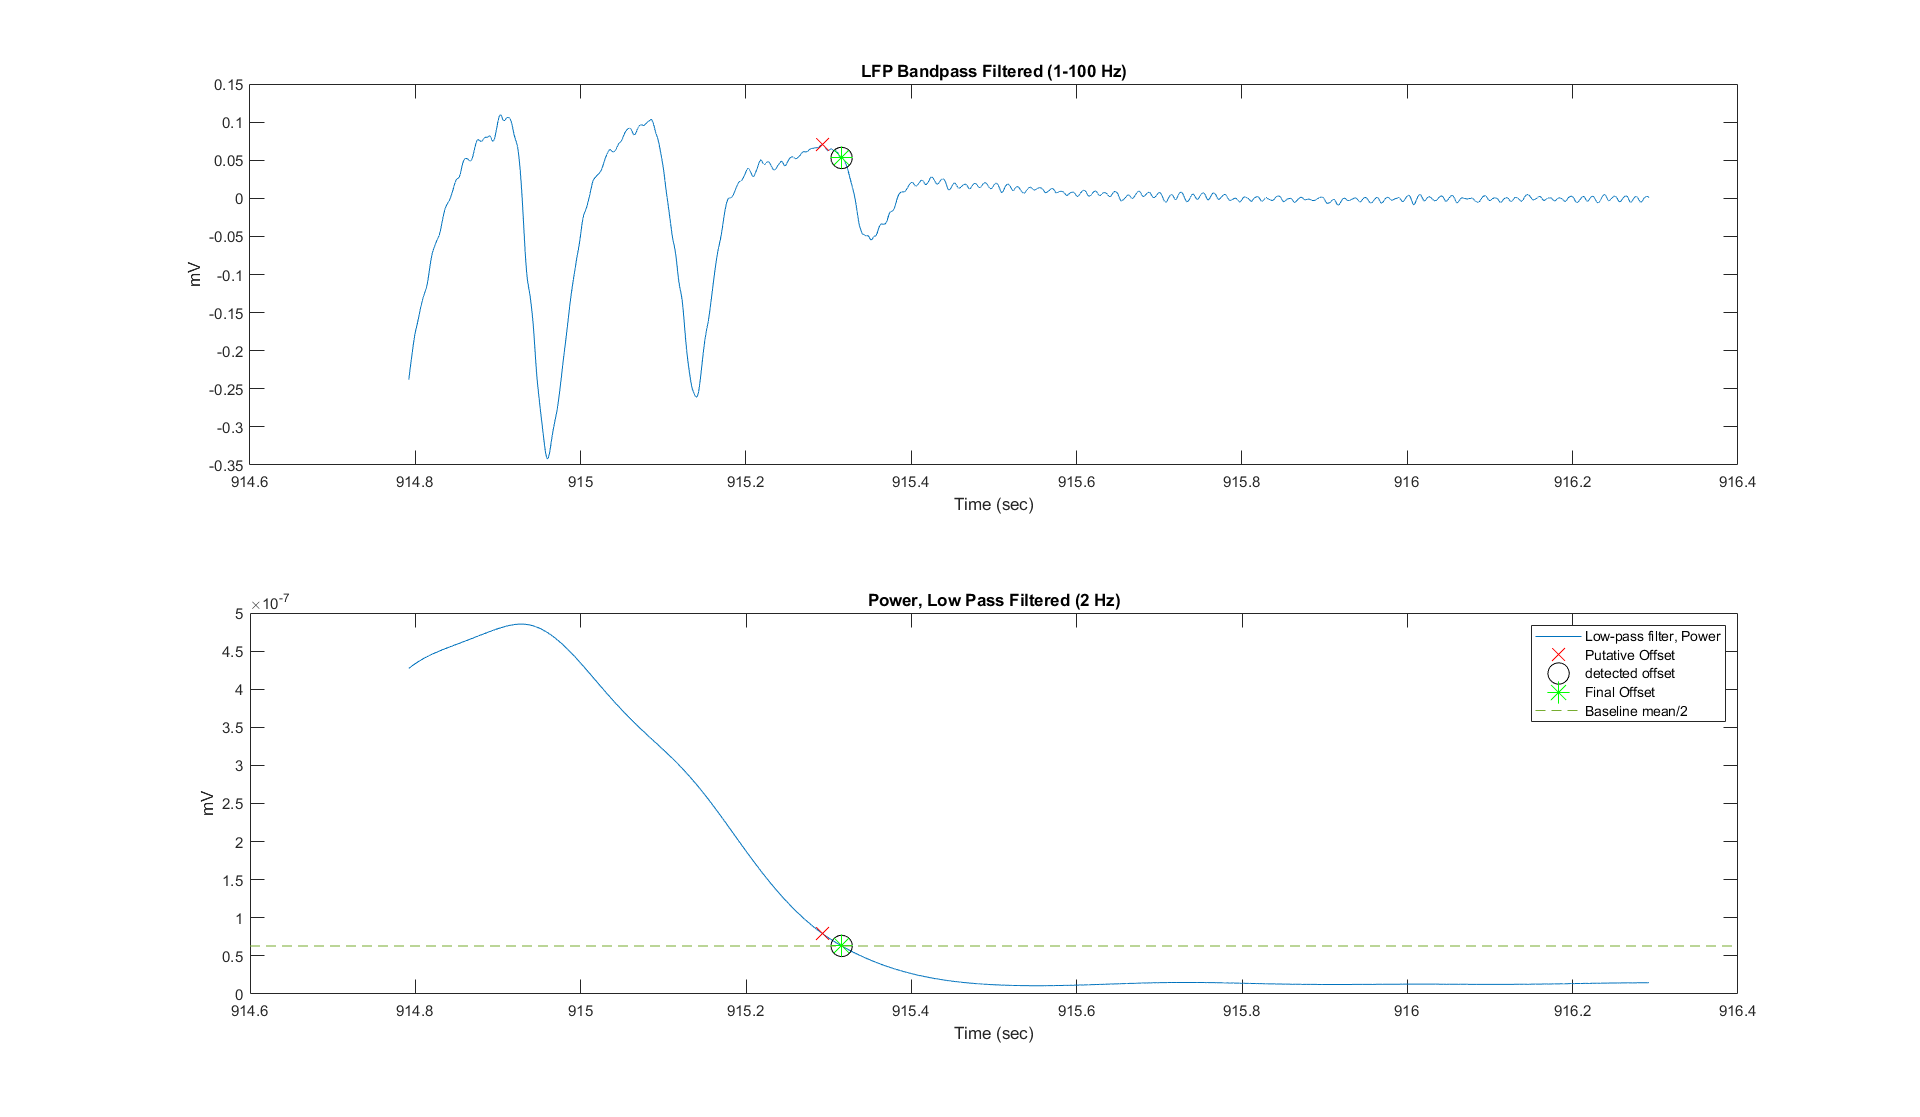 LFP Bandpass Filtered (1-100 Hz)
0.15
0.1
0.05
0
-0.05
-0.1
-0.15
-0.2
-0.25
-0.3
-0.35
mV
914.6 914.8 915 915.2 915.4 915.6 915.8 916 916.2 916.4
Time (sec)
Power, Low Pass Filtered (2 Hz)
×10-7
5
4.5
4
3.5
3
2.5
2
1.5
1
0.5
0
mV
Low-pass filter, Power
Putative Offset
detected offset
Final Offset
Baseline mean/2
914.6 914.8 915 915.2 915.4 915.6 915.8 916 916.2 916.4
Time (sec)